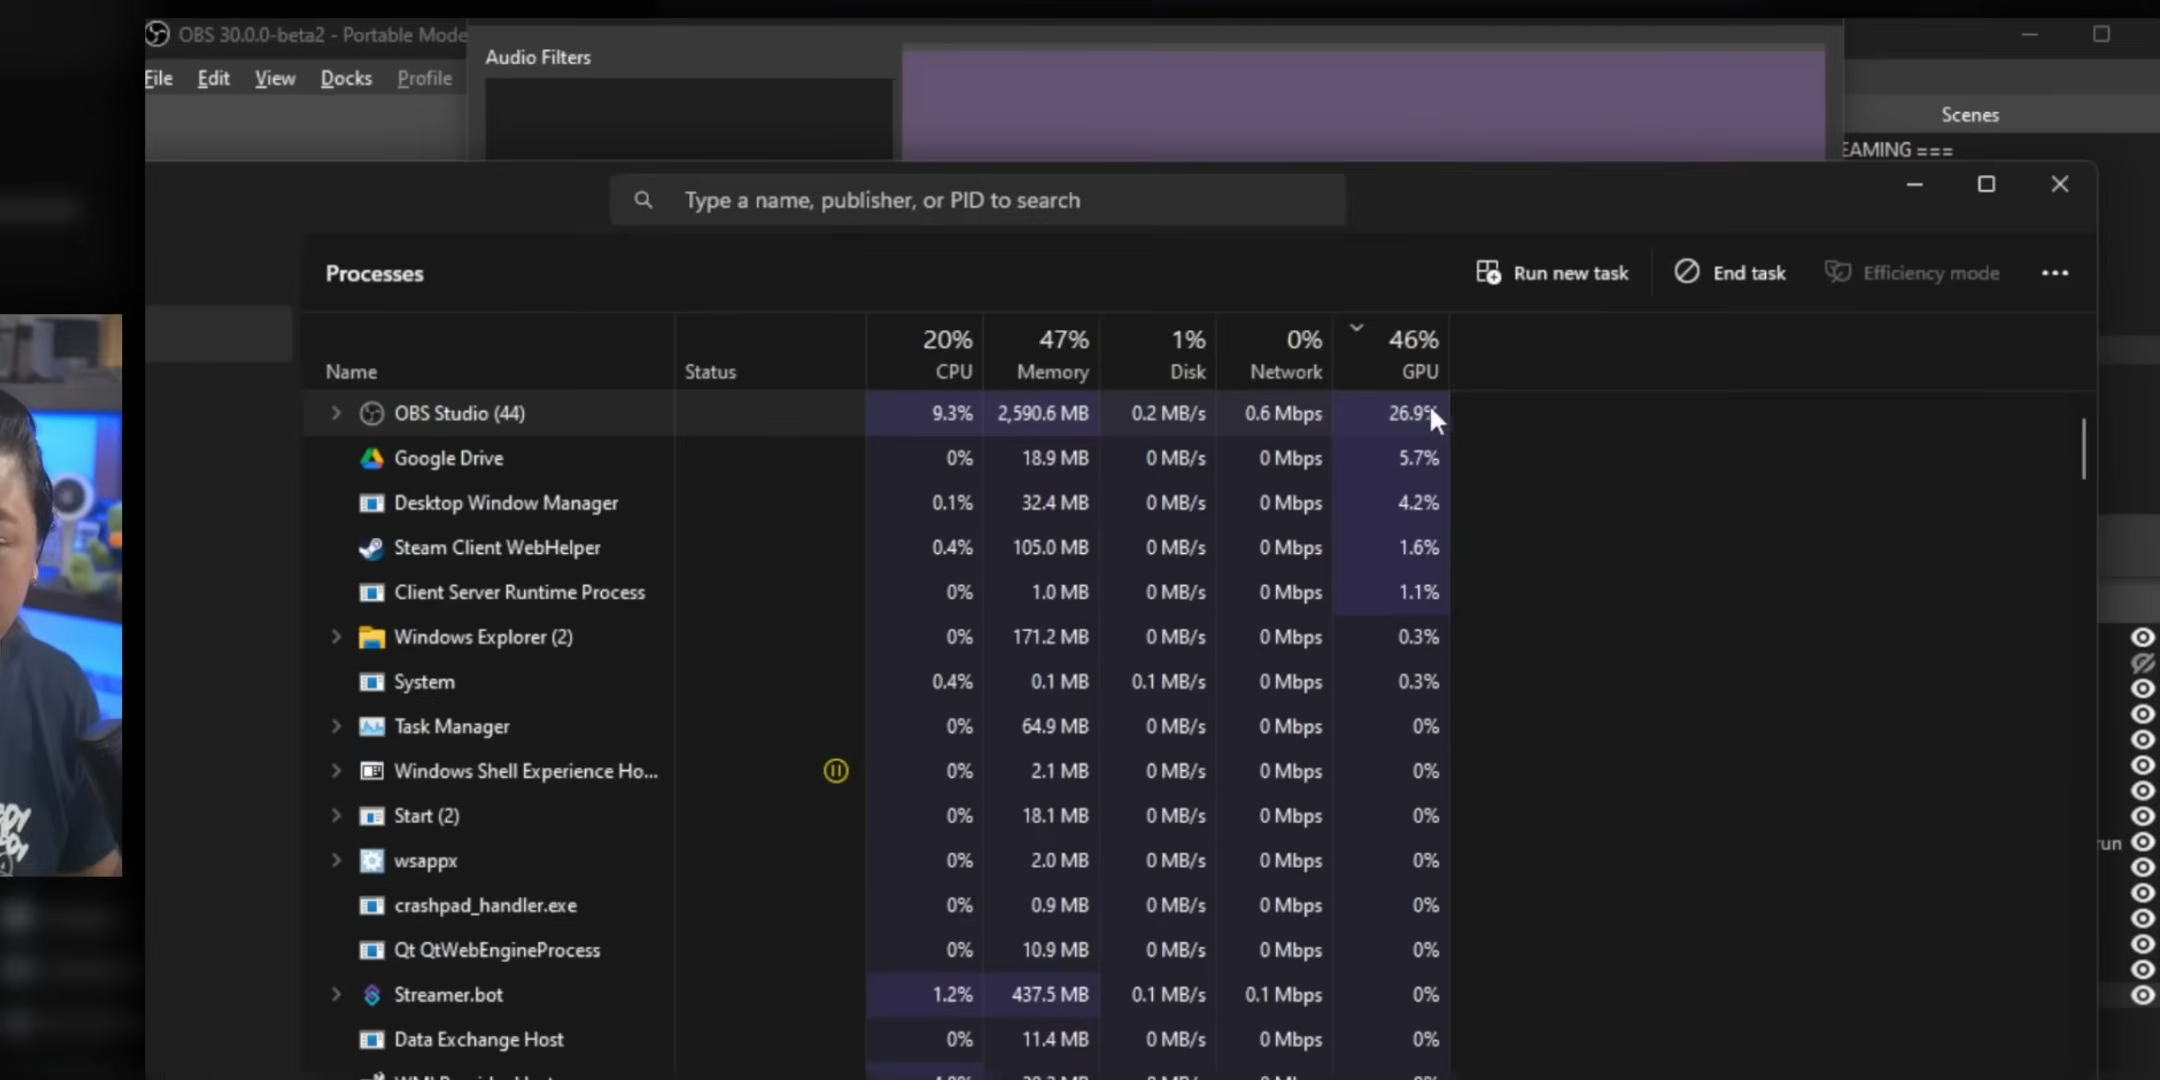 OBS 30.0.0-beta2 - Portable Mode
File Edit View Docks Profile
Audio Filters
Scenes
EAMING ===
Type a name, publisher, or PID to search
Processes
Run new task End task Efficiency mode
20% 47% 1% 0% 46%
Name Status CPU Memory Disk Network GPU
OBS Studio (44) 9.3% 2,590.6 MB 0.2 MB/s 0.6 Mbps 26.9%
Google Drive 0% 18.9 MB 0 MB/s 0 Mbps 5.7%
Desktop Window Manager 0.1% 32.4 MB 0 MB/s 0 Mbps 4.2%
Steam Client WebHelper 0.4% 105.0 MB 0 MB/s 0 Mbps 1.6%
Client Server Runtime Process 0% 1.0 MB 0 MB/s 0 Mbps 1.1%
Windows Explorer (2) 0% 171.2 MB 0 MB/s 0 Mbps 0.3%
System 0.4% 0.1 MB 0.1 MB/s 0 Mbps 0.3%
Task Manager 0% 64.9 MB 0 MB/s 0 Mbps 0%
Windows Shell Experience Ho... 0% 2.1 MB 0 MB/s 0 Mbps 0%
Start (2) 0% 18.1 MB 0 MB/s 0 Mbps 0%
wsappx 0% 2.0 MB 0 MB/s 0 Mbps 0%
run
crashpad_handler.exe 0% 0.9 MB 0 MB/s 0 Mbps 0%
Qt QtWebEngineProcess 0% 10.9 MB 0 MB/s 0 Mbps 0%
Streamer.bot 1.2% 437.5 MB 0.1 MB/s 0.1 Mbps 0%
Data Exchange Host 0% 11.4 MB 0 MB/s 0 Mbps 0%